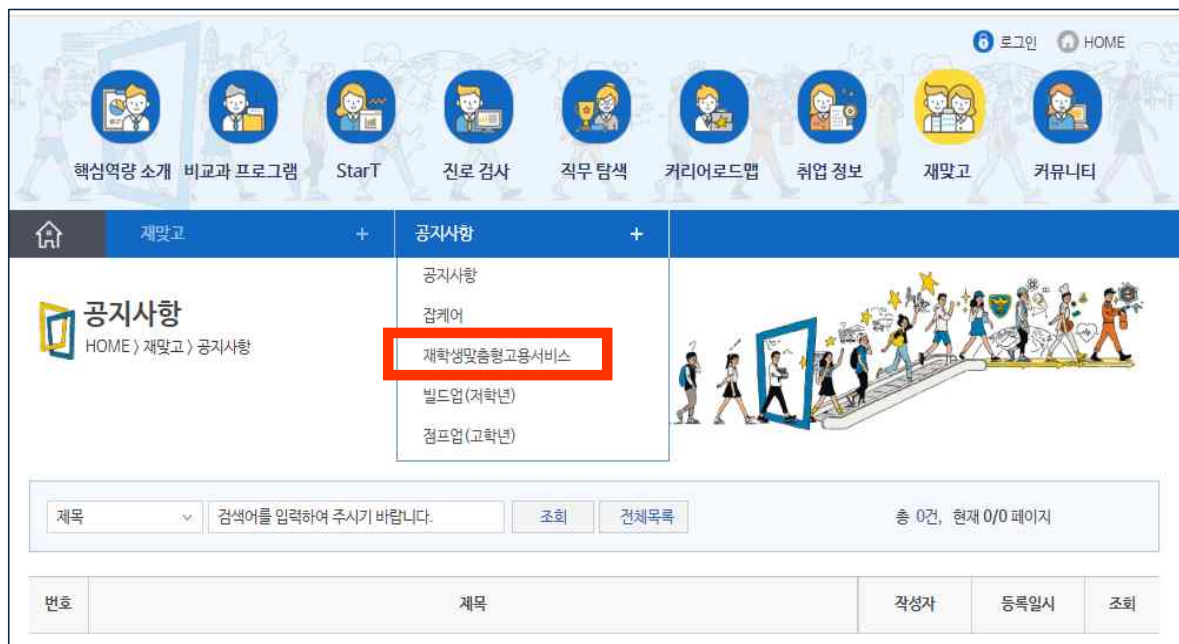 로그인 HOME
핵심역량 소개 비교과 프로그램 StarT 진로 검사 직무 탐색 커리어로드맵 취업 정보 재맞고 커뮤니티
재맞고 + 공지사항 +
공지사항
잡케어
재학생맞춤형고용서비스
빌드업(저학년)
점프업(고학년)
공지사항
HOME > 재맞고 > 공지사항
제목 검색어를 입력하여 주시기 바랍니다. 조회 전체목록 총 0건, 현재 0/0 페이지
번호 제목 작성자 등록일시 조회